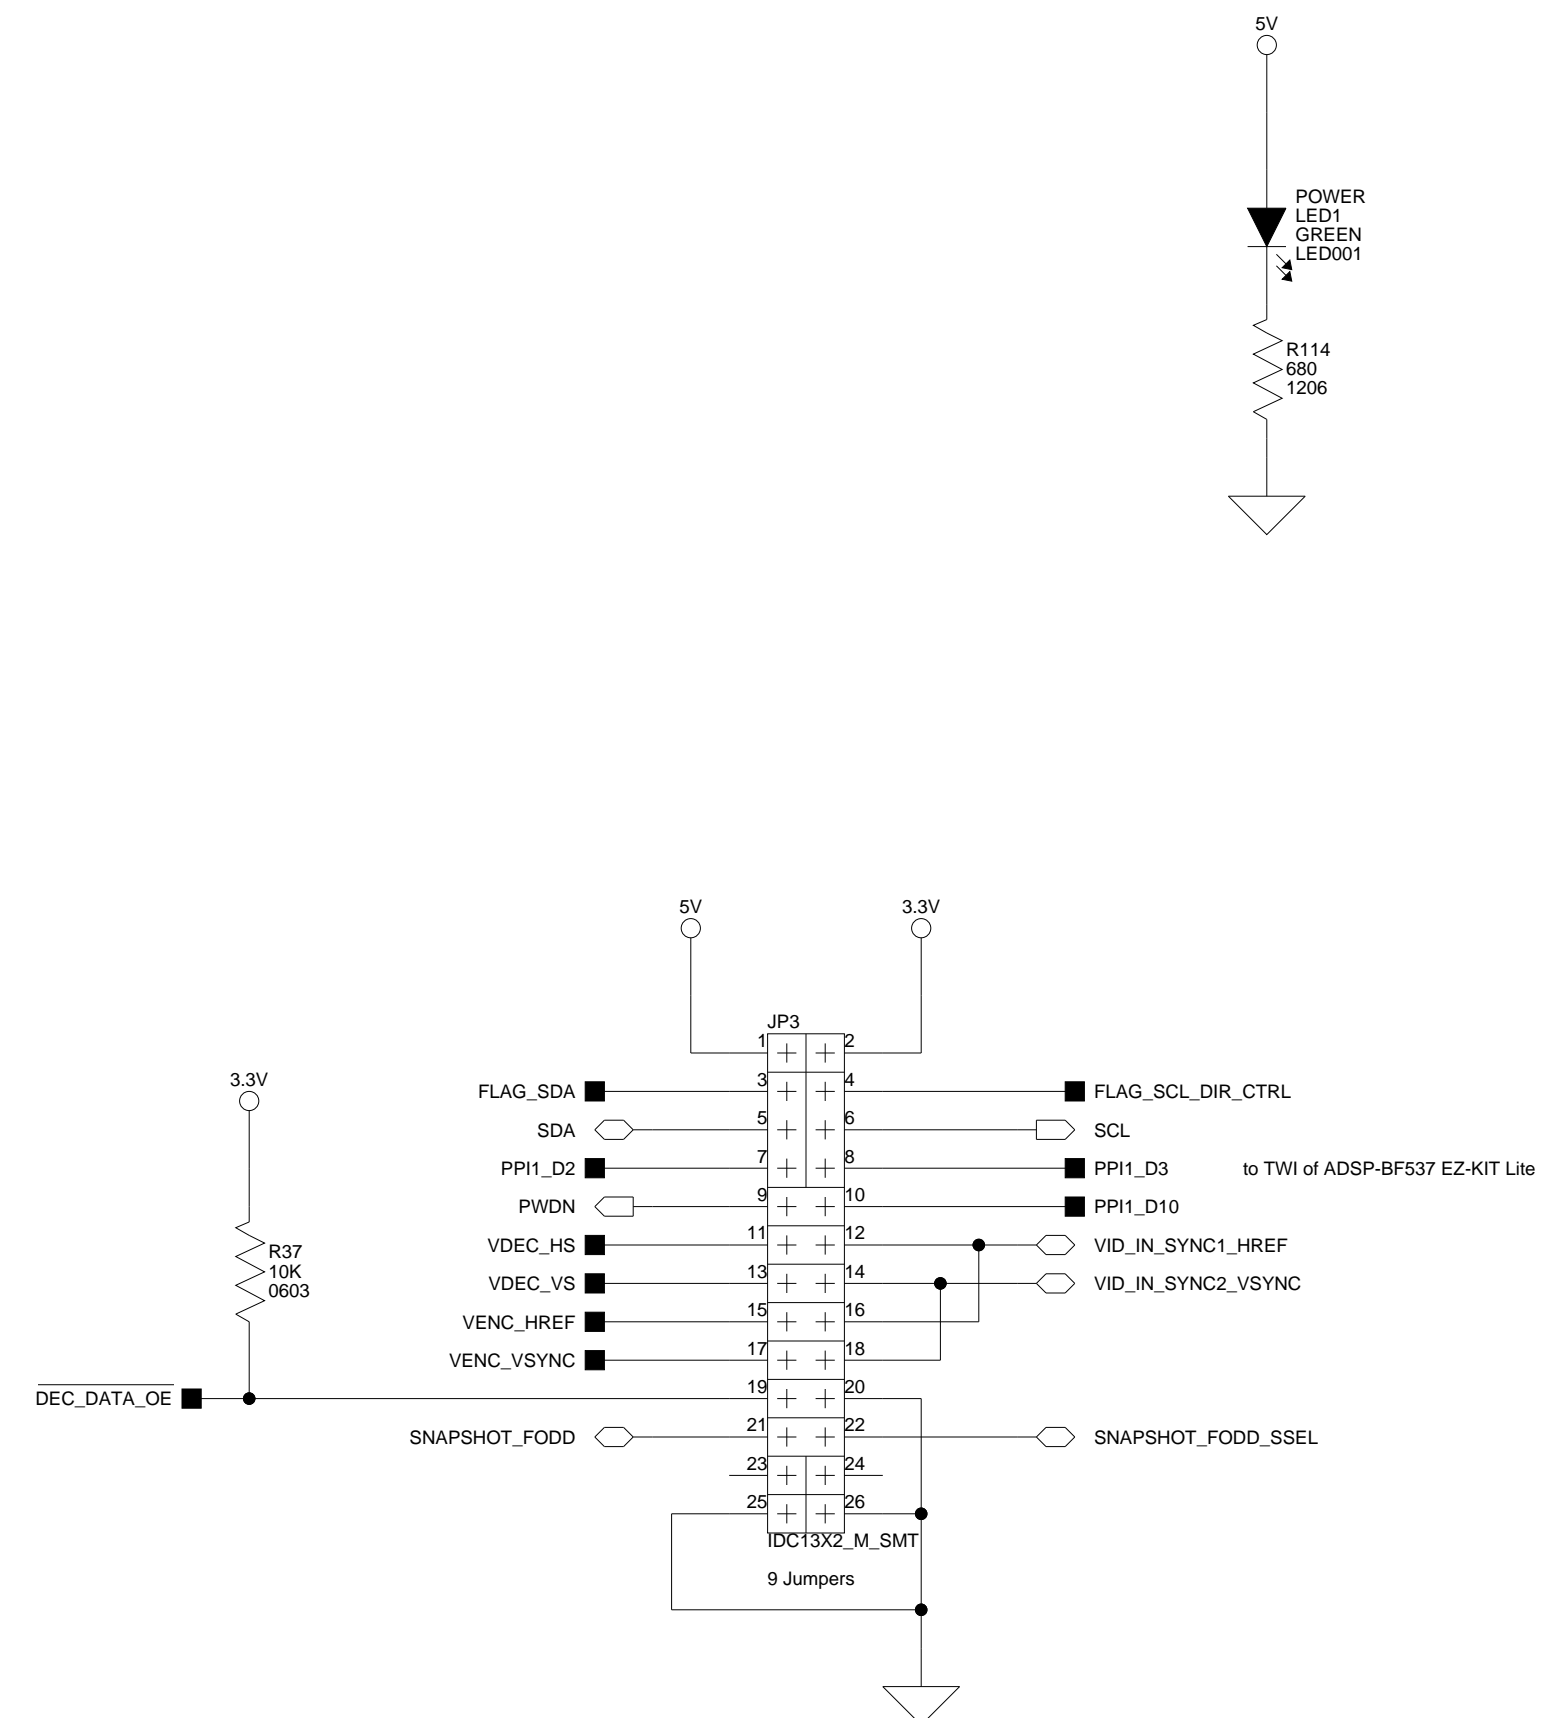 5V
POWER
LED1
GREEN
LED001
R114
680
1206
5V 3.3V
JP3
1 2
3.3V
FLAG_SDA 3 4 FLAG_SCL_DIR_CTRL
SDA 5 6 SCL
PPI1_D2 7 8 PPI1_D3 to TWI of ADSP-BF537 EZ-KIT Lite
PWDN 9 10 PPI1_D10
VDEC_HS 11 12 VID_IN_SYNC1_HREF
R37
10K
0603
VDEC_VS 13 14 VID_IN_SYNC2_VSYNC
VENC_HREF 15 16
VENC_VSYNC 17 18
DEC_DATA_OE 19 20
SNAPSHOT_FODD 21 22 SNAPSHOT_FODD_SSEL
23 24
25 26
IDC13X2_M_SMT
9 Jumpers